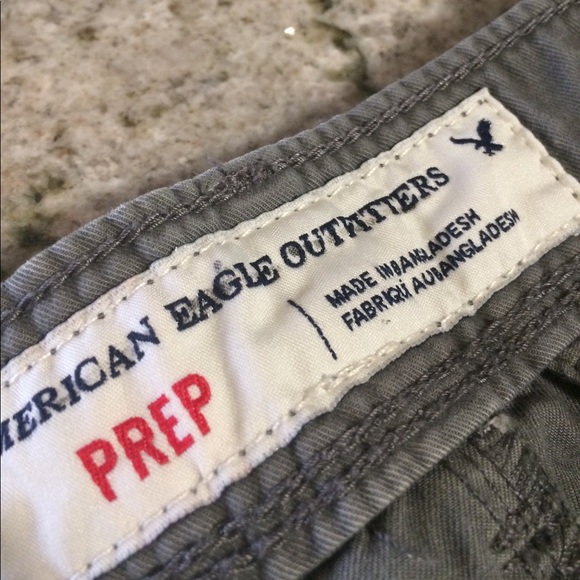 MERICAN EAGLE OUTFITTERS
PREP
MADE IN BANGLADESH
FABRIQUÉ AU BANGLADESH